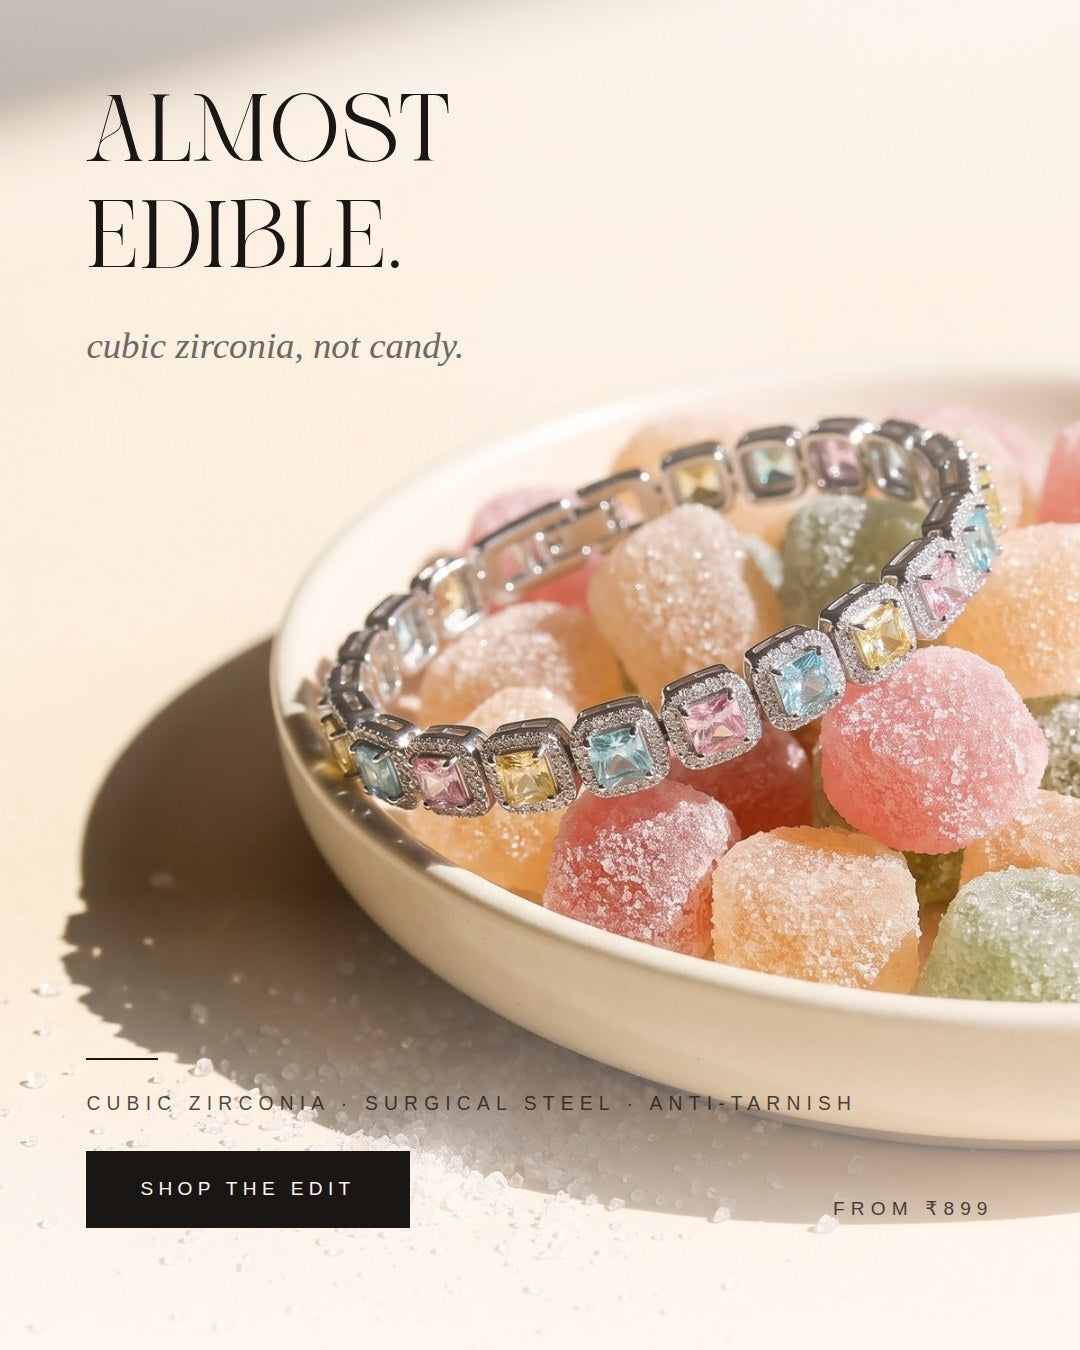 ALMOST
EDIBLE.
cubic zirconia, not candy.
CUBIC ZIRCONIA · SURGICAL STEEL · ANTI-TARNISH
SHOP THE EDIT
FROM ₹899